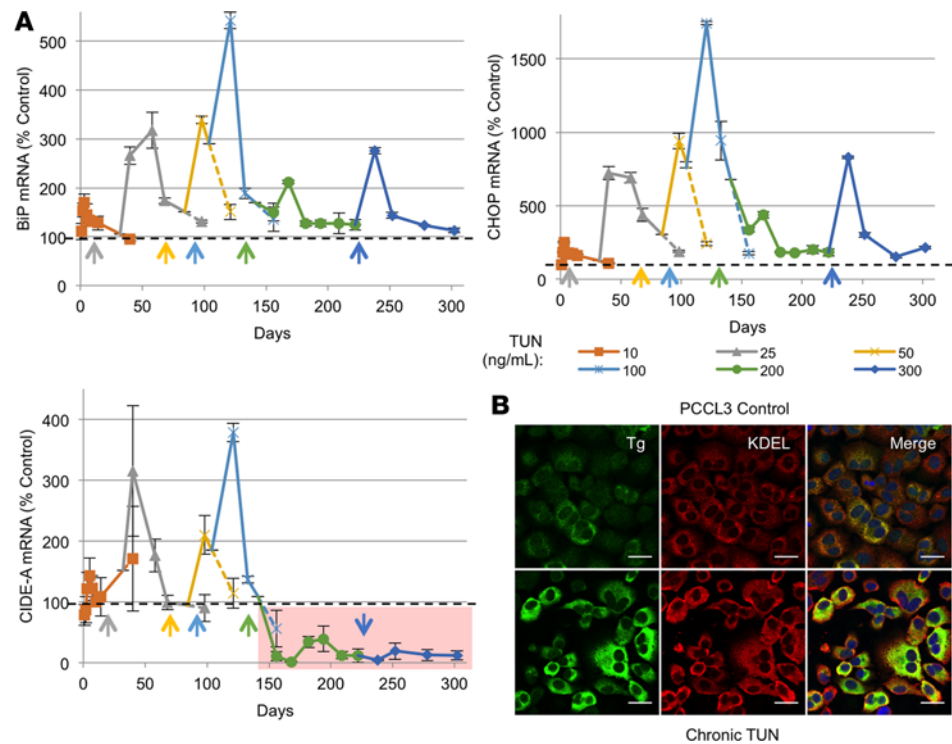 A
BiP mRNA (% Control)
500
400
300
200
100
0
0 50 100 150 200 250 300
Days
CHOP mRNA (% Control)
1500
1000
500
0
0 50 100 150 200 250 300
Days
TUN
(ng/mL):
10 25 50
100 200 300
CIDE-A mRNA (% Control)
400
300
200
100
0
0 50 100 150 200 250 300
Days
B
PCCL3 Control
Tg KDEL Merge
Chronic TUN